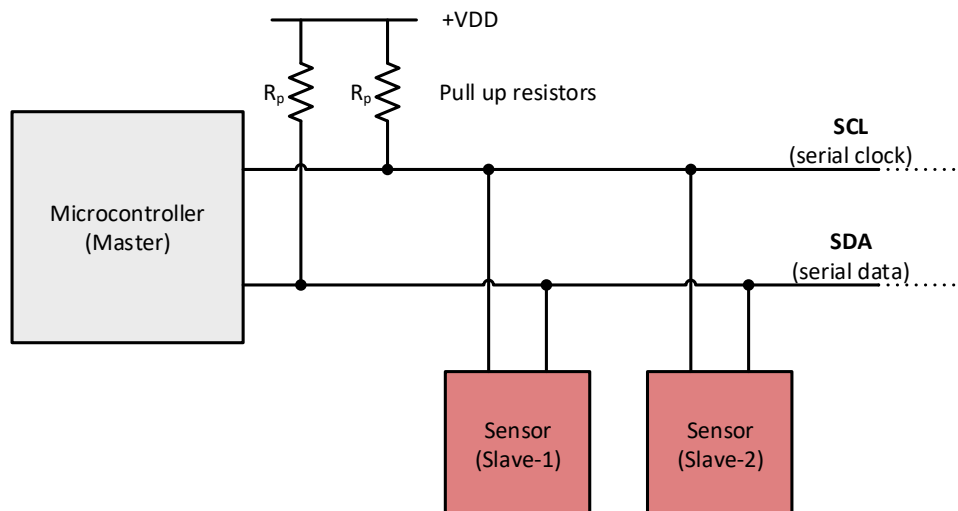 +VDD
Rp
Rp
Pull up resistors
SCL
(serial clock)
Microcontroller
(Master)
SDA
(serial data)
Sensor
(Slave-1)
Sensor
(Slave-2)